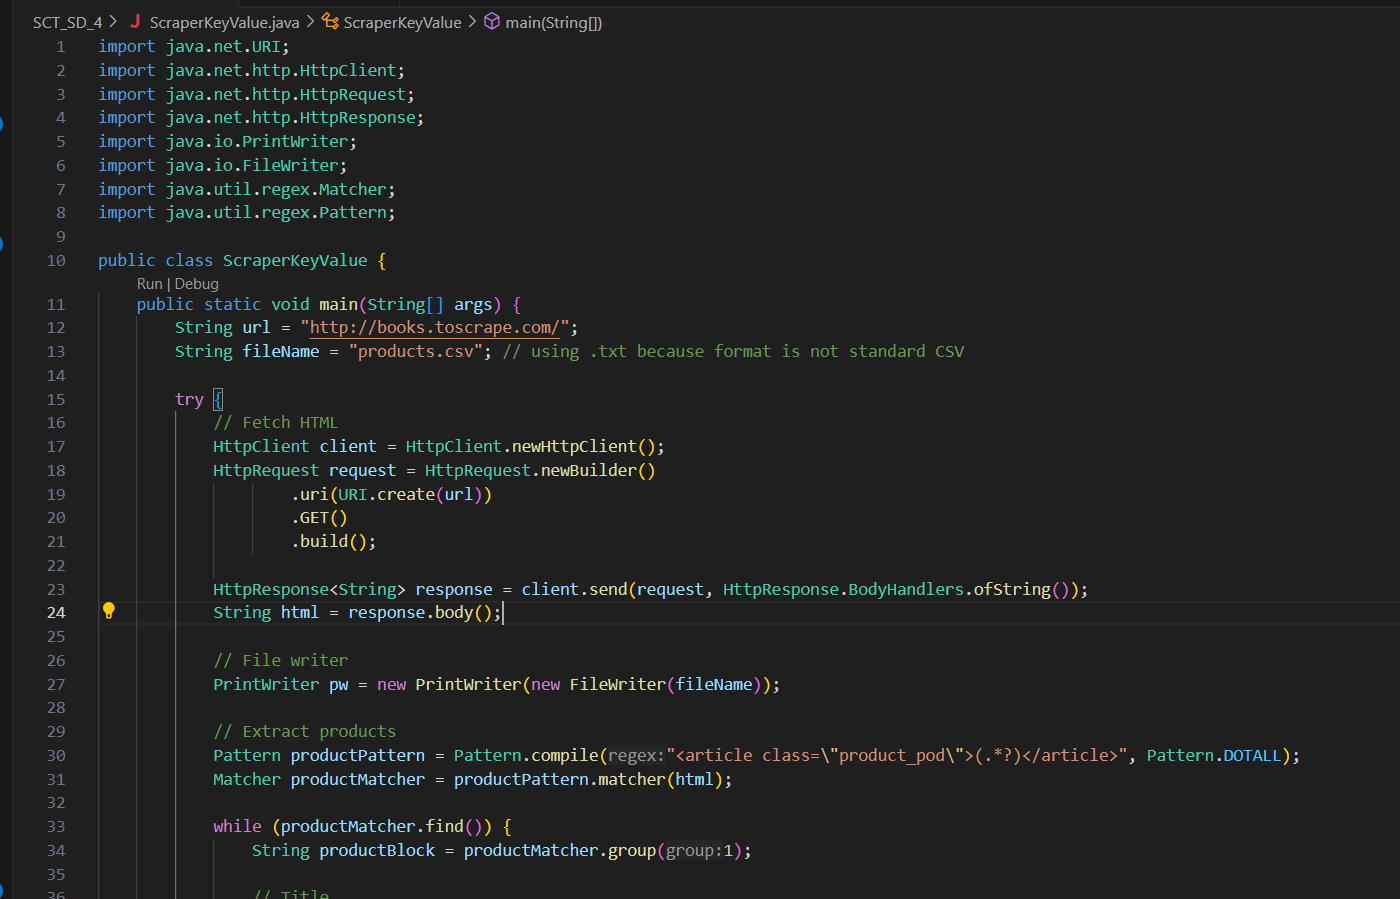 SCT_SD_4 > J ScraperKeyValue.java > ScraperKeyValue > main(String[])
1 import java.net.URI;
2 import java.net.http.HttpClient;
3 import java.net.http.HttpRequest;
4 import java.net.http.HttpResponse;
5 import java.io.PrintWriter;
6 import java.io.FileWriter;
7 import java.util.regex.Matcher;
8 import java.util.regex.Pattern;
9
10 public class ScraperKeyValue {
Run | Debug
11     public static void main(String[] args) {
12         String url = "http://books.toscrape.com/";
13         String fileName = "products.csv"; // using .txt because format is not standard CSV
14
15         try {
16             // Fetch HTML
17             HttpClient client = HttpClient.newHttpClient();
18             HttpRequest request = HttpRequest.newBuilder()
19                     .uri(URI.create(url))
20                     .GET()
21                     .build();
22
23             HttpResponse<String> response = client.send(request, HttpResponse.BodyHandlers.ofString());
24             String html = response.body();
25
26             // File writer
27             PrintWriter pw = new PrintWriter(new FileWriter(fileName));
28
29             // Extract products
30             Pattern productPattern = Pattern.compile(regex:"<article class=\"product_pod\">(.*?)</article>", Pattern.DOTALL);
31             Matcher productMatcher = productPattern.matcher(html);
32
33             while (productMatcher.find()) {
34                 String productBlock = productMatcher.group(group:1);
35
36                 // Title